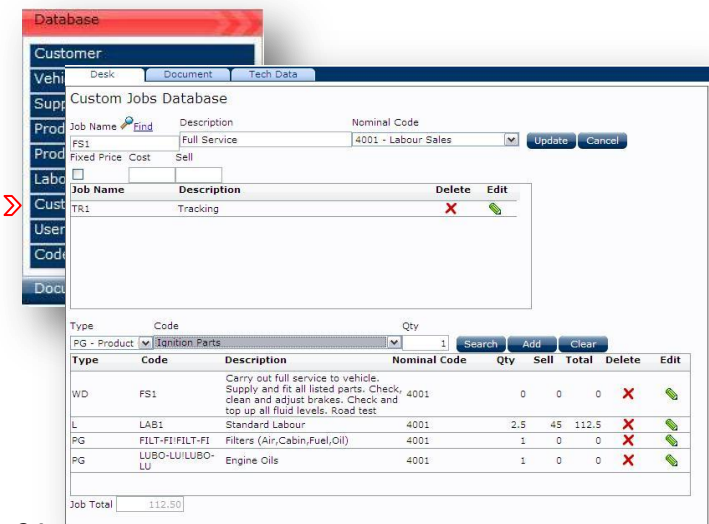 Database
Customer
Vehi
Supp
Prod
Prod
Labo
Cust
User
Code
Docu
Desk Document Tech Data
Custom Jobs Database
Job Name Find Description Nominal Code
FS1 Full Service 4001 - Labour Sales Update Cancel
Fixed Price Cost Sell
Job Name Description Delete Edit
TR1 Tracking
Type Code Qty
PG - Product Ignition Parts 1 Search Add Clear
Type Code Description Nominal Code Qty Sell Total Delete Edit
WD FS1 Carry out full service to vehicle.
Supply and fit all listed parts. Check,
clean and adjust brakes. Check and
top up all fluid levels. Road test 4001 0 0 0
L LAB1 Standard Labour 4001 2.5 45 112.5
PG FILT-FI!FILT-FI Filters (Air,Cabin,Fuel,Oil) 4001 1 0 0
PG LUBO-LU!LUBO-
LU Engine Oils 4001 1 0 0
Job Total 112.50